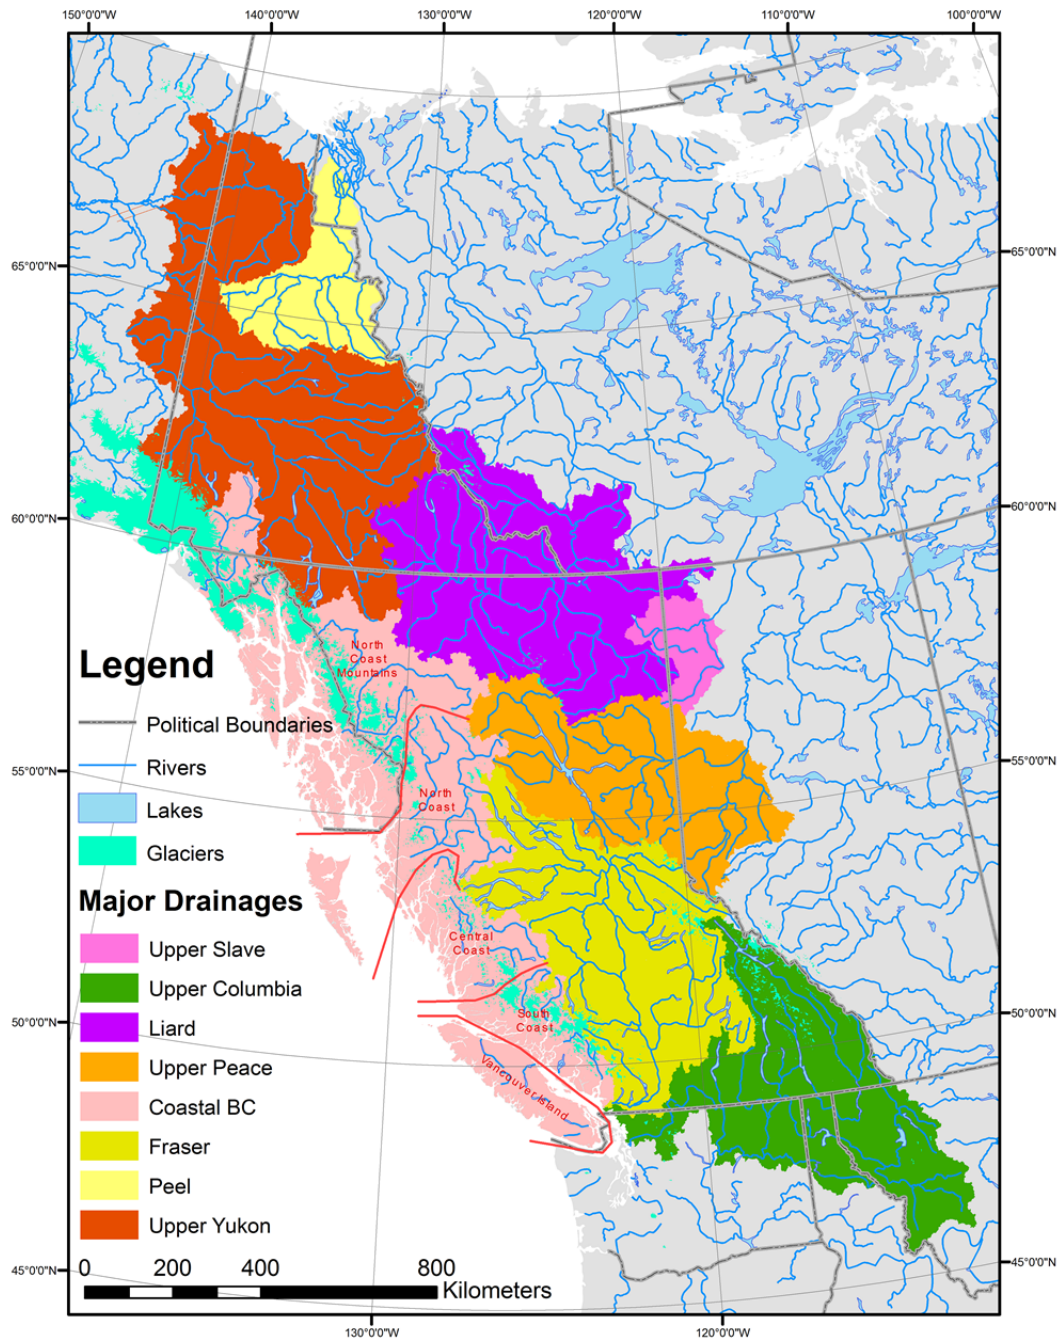 150°0'0"W 140°0'0"W 130°0'0"W 120°0'0"W 110°0'0"W 100°0'0"W
65°0'0"N 65°0'0"N
60°0'0"N 60°0'0"N
North
Coast
Mountains
Legend
Political Boundaries
Rivers
55°0'0"N 55°0'0"N
Lakes
North
Coast
Glaciers
Major Drainages
Central
Coast
Upper Slave
Upper Columbia
50°0'0"N 50°0'0"N
South
Coast
Liard
Upper Peace
Vancouver Island
Coastal BC
Fraser
Peel
Upper Yukon
45°0'0"N 45°0'0"N
0 200 400 800
Kilometers
130°0'0"W 120°0'0"W